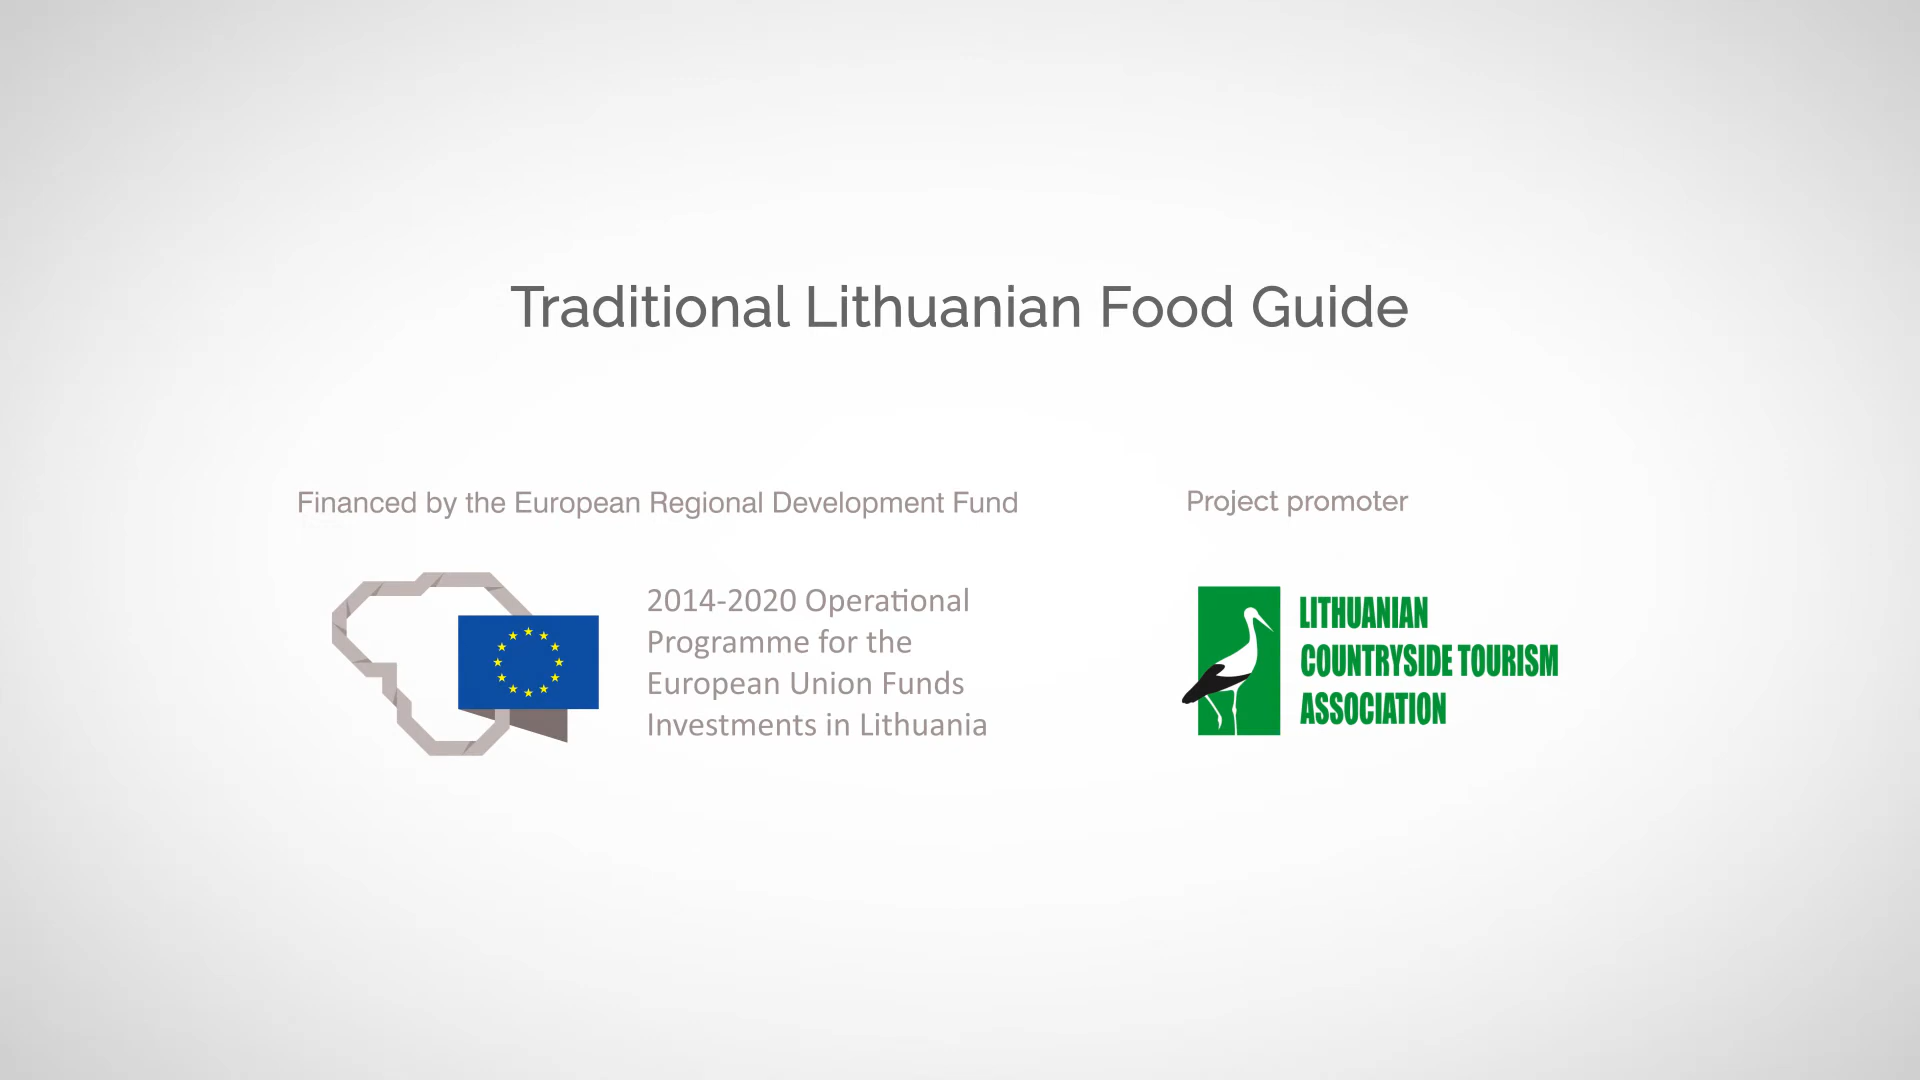 Traditional Lithuanian Food Guide
Financed by the European Regional Development Fund
2014-2020 Operational
Programme for the
European Union Funds
Investments in Lithuania
Project promoter
LITHUANIAN
COUNTRYSIDE TOURISM
ASSOCIATION